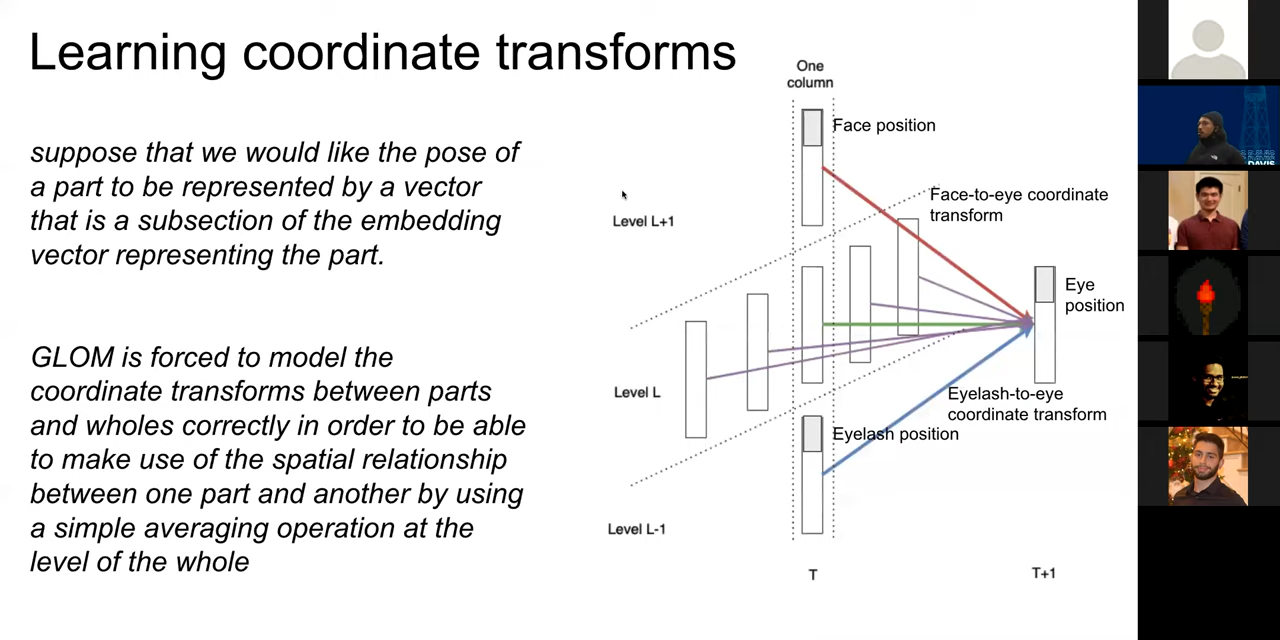 Learning coordinate transforms
suppose that we would like the pose of
a part to be represented by a vector
that is a subsection of the embedding
vector representing the part.
GLOM is forced to model the
coordinate transforms between parts
and wholes correctly in order to be able
to make use of the spatial relationship
between one part and another by using
a simple averaging operation at the
level of the whole
One
column
Face position
Face-to-eye coordinate
transform
Level L+1
Eye
position
Level L
Eyelash-to-eye
coordinate transform
Eyelash position
Level L-1
T
T+1
DAVIS